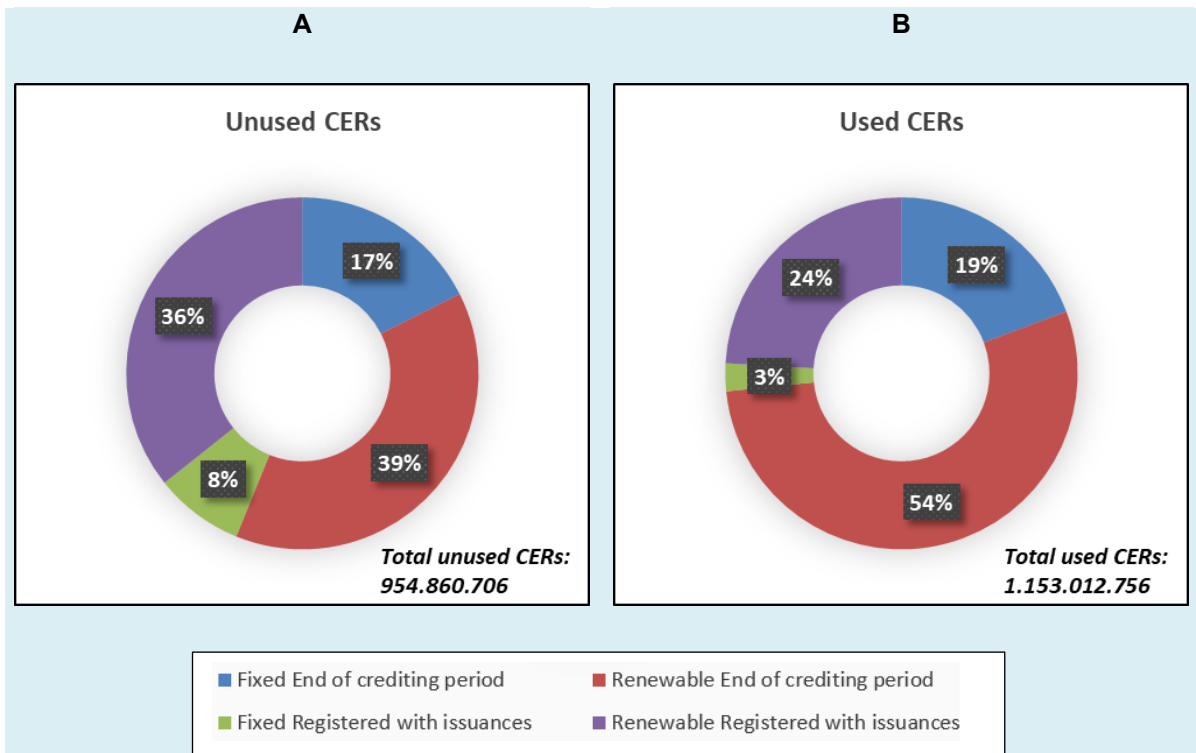 A
B
Unused CERs
17%
36%
39%
8%
Total unused CERs:
954.860.706
Used CERs
19%
24%
3%
54%
Total used CERs:
1.153.012.756
Fixed End of crediting period
Renewable End of crediting period
Fixed Registered with issuances
Renewable Registered with issuances